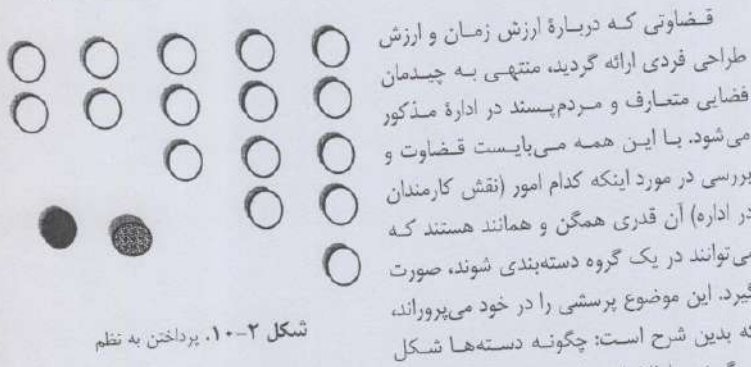 قضاوتی که دربارهٔ ارزش زمان و ارزش
طراحی فردی ارائه گردید، منتهی به چیدمان
فضایی متعارف و مردم‌پسند در ادارهٔ مذکور
می‌شود. با این همه می‌بایست قضاوت و
بررسی در مورد اینکه کدام امور (نقش کارمندان
در اداره) آن قدری همگن و همانند هستند که
می‌توانند در یک گروه دسته‌بندی شوند، صورت
گیرد. این موضوع پرسشی را در خود می‌پروراند،
که بدین شرح است: چگونه دسته‌ها شکل
شکل ۲-۱۰. پرداختن به نظم